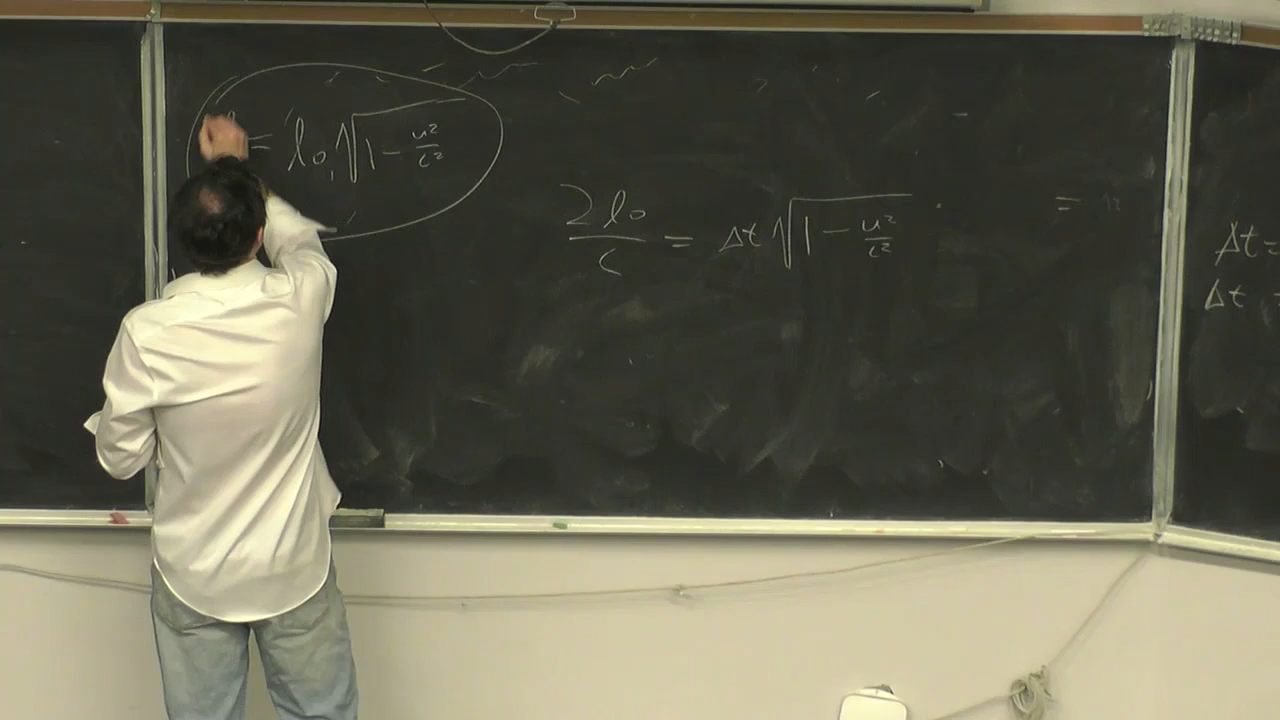 = l₀ √(1 - u²/c²)
2l₀/c = Δt √(1 - u²/c²)
=
Δt =
Δt =